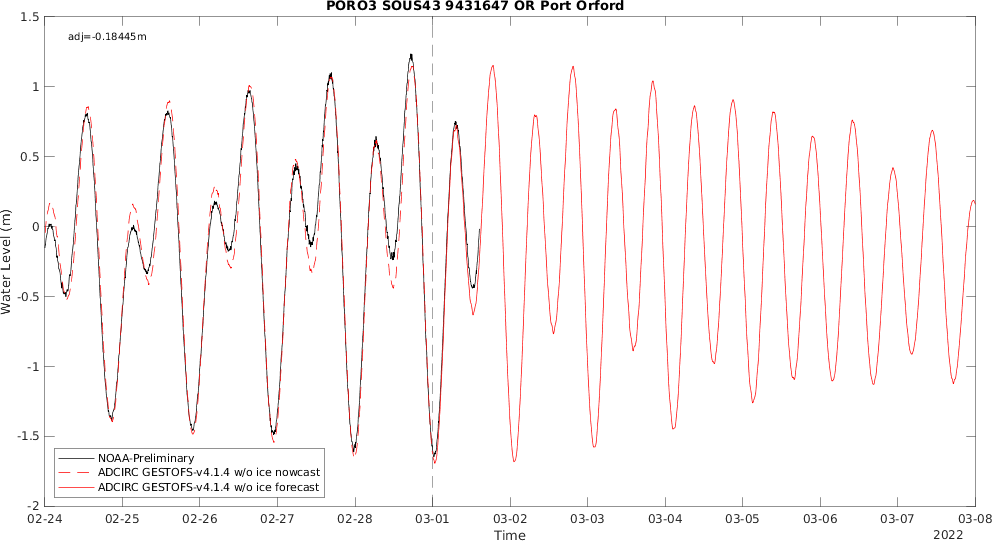 PORO3 SOUS43 9431647 OR Port Orford
adj=-0.18445m
1.5
1
0.5
0
-0.5
-1
-1.5
-2
Water Level (m)
NOAA-Preliminary
ADCIRC GESTOFS-v4.1.4 w/o ice nowcast
ADCIRC GESTOFS-v4.1.4 w/o ice forecast
02-24 02-25 02-26 02-27 02-28 03-01 03-02 03-03 03-04 03-05 03-06 03-07 03-08
Time
2022